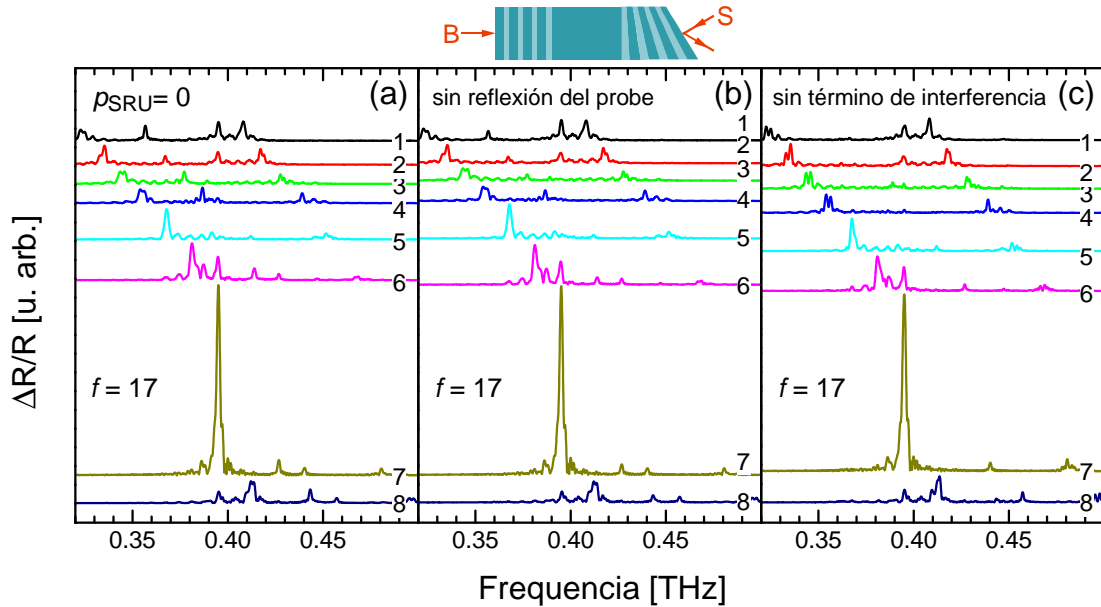 B
S
p_SRU = 0
(a)
1
2
3
4
5
6
f = 17
7
8
sin reflexión del probe
(b)
1
2
3
4
5
6
f = 17
7
8
sin término de interferencia
(c)
1
2
3
4
5
6
f = 17
7
8
ΔR/R [u. arb.]
0.35 0.40 0.45
0.35 0.40 0.45
0.35 0.40 0.45
Frequencia [THz]